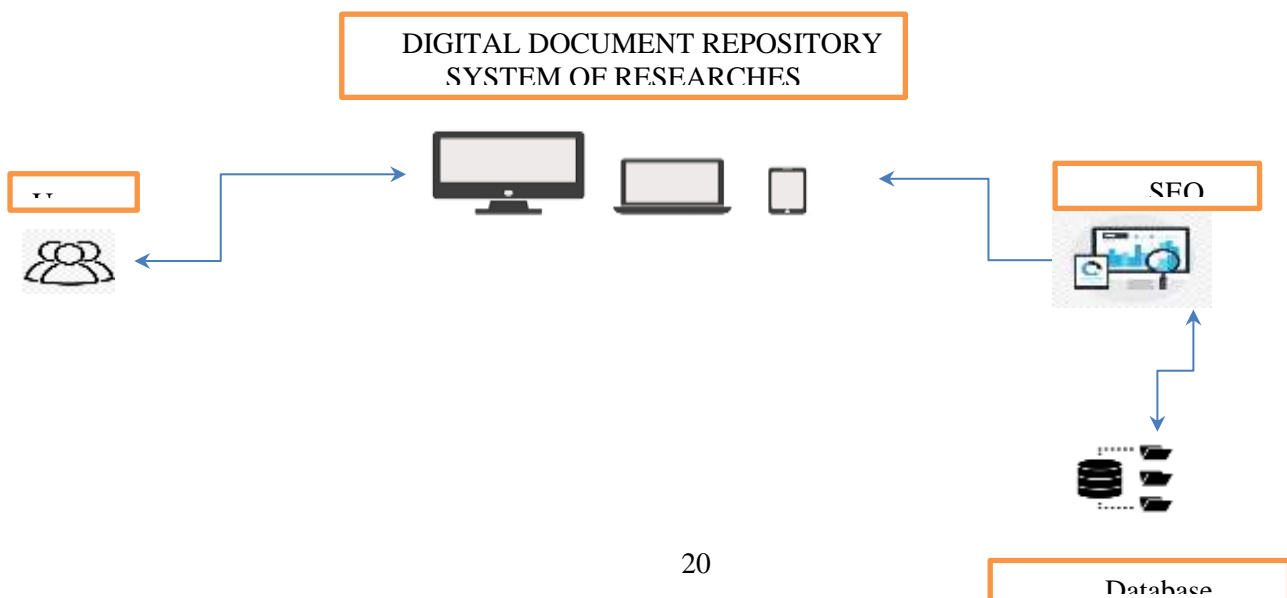 DIGITAL DOCUMENT REPOSITORY
SYSTEM OF RESEARCHES
SEO
20
Database